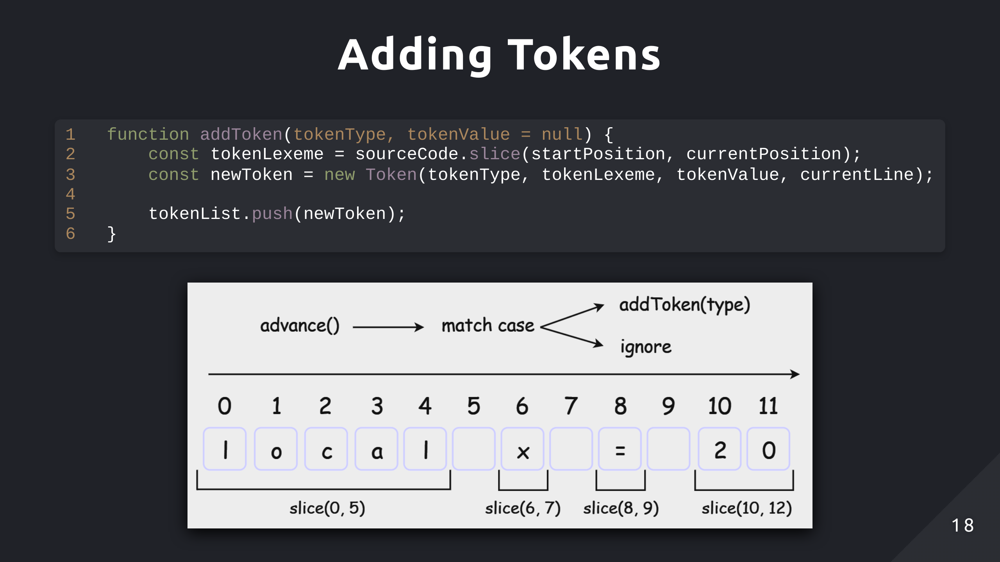 Adding Tokens
1 function addToken(tokenType, tokenValue = null) {
2 const tokenLexeme = sourceCode.slice(startPosition, currentPosition);
3 const newToken = new Token(tokenType, tokenLexeme, tokenValue, currentLine);
4
5 tokenList.push(newToken);
6 }
addToken(type)
advance() match case
ignore
0 1 2 3 4 5 6 7 8 9 10 11
l o c a l x = 2 0
slice(0, 5) slice(6, 7) slice(8, 9) slice(10, 12)
18